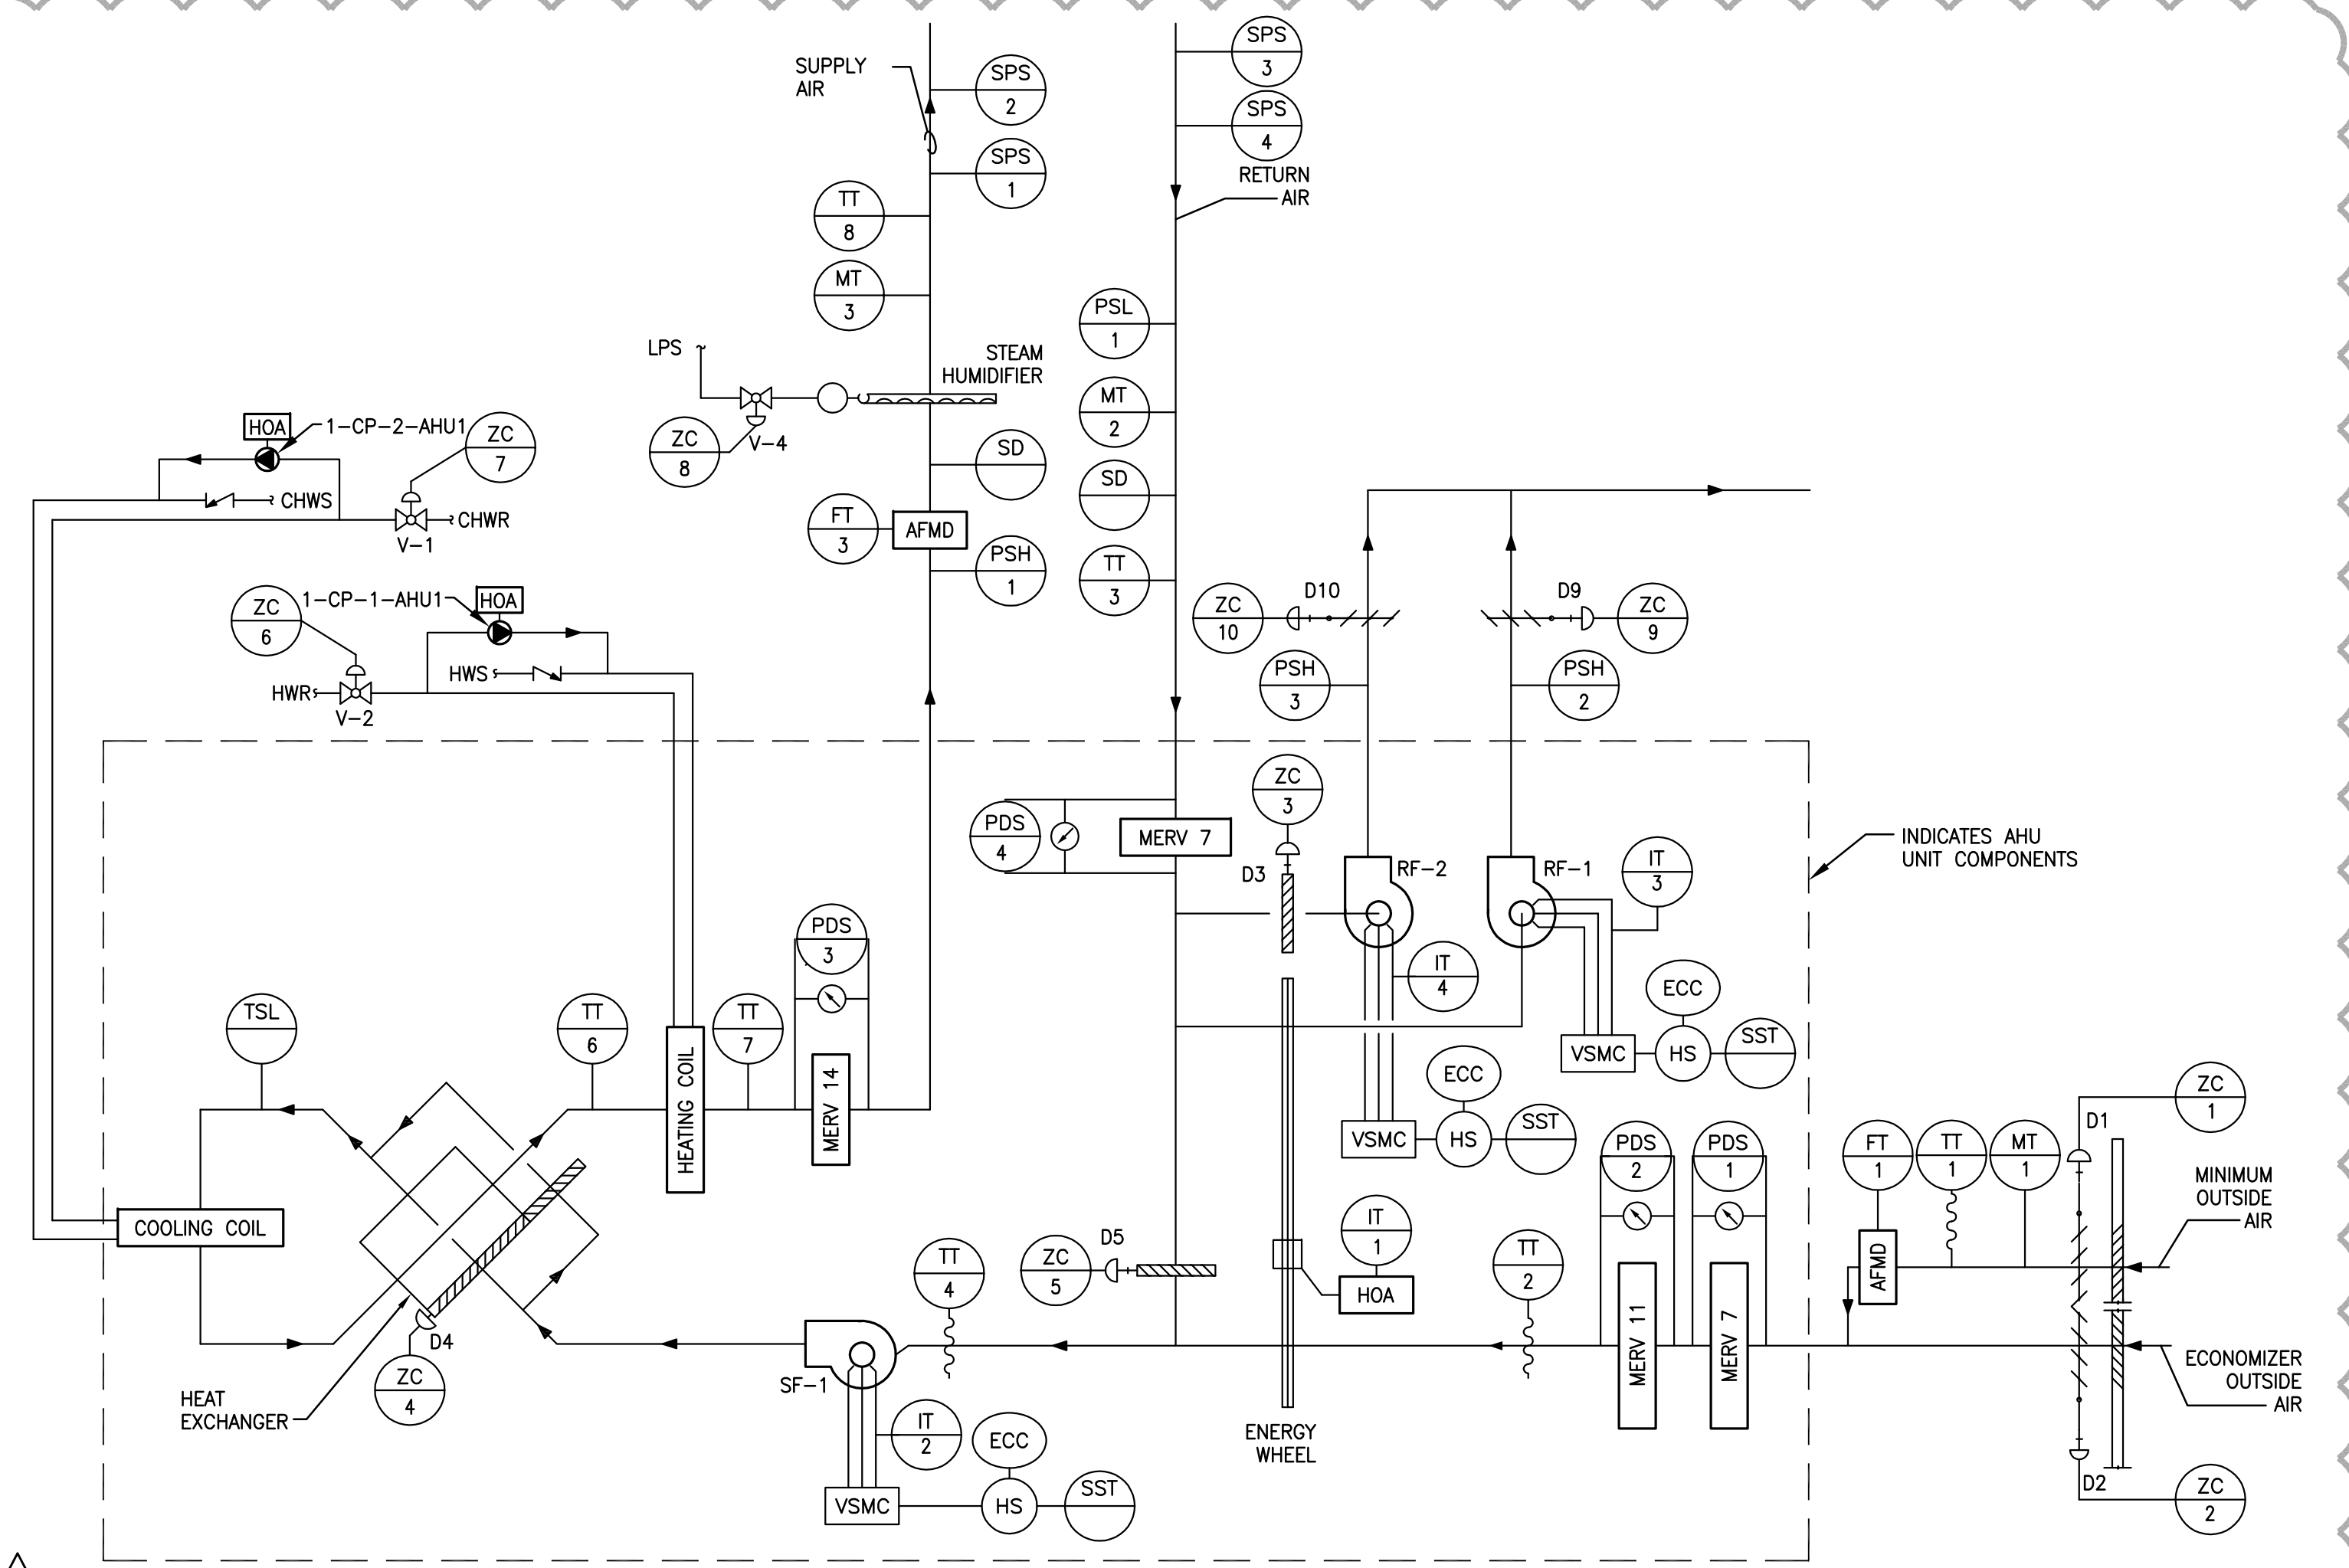 SPS
3
SUPPLY
AIR
SPS
2
SPS
4
SPS
1
RETURN
AIR
TT
8
MT
3
PSL
1
LPS
STEAM
HUMIDIFIER
MT
2
HOA
1-CP-2-AHU1
ZC
7
ZC
8
V-4
SD
SD
CHWS
CHWR
V-1
FT
3
AFMD
PSH
1
TT
3
ZC
6
1-CP-1-AHU1
HOA
ZC
10
D10
D9
ZC
9
HWS
HWR
V-2
PSH
3
PSH
2
ZC
3
PDS
4
MERV 7
D3
RF-2
RF-1
IT
3
INDICATES AHU
UNIT COMPONENTS
PDS
3
IT
4
ECC
TSL
TT
6
TT
7
HEATING COIL
MERV 14
VSMC
HS
SST
ECC
VSMC
HS
SST
PDS
2
PDS
1
FT
1
TT
1
MT
1
D1
ZC
1
MINIMUM
OUTSIDE
AIR
COOLING COIL
TT
4
ZC
5
D5
IT
1
HOA
TT
2
MERV 11
MERV 7
AFMD
D4
ZC
4
HEAT
EXCHANGER
SF-1
IT
2
ECC
ENERGY
WHEEL
ECONOMIZER
OUTSIDE
AIR
VSMC
HS
SST
D2
ZC
2